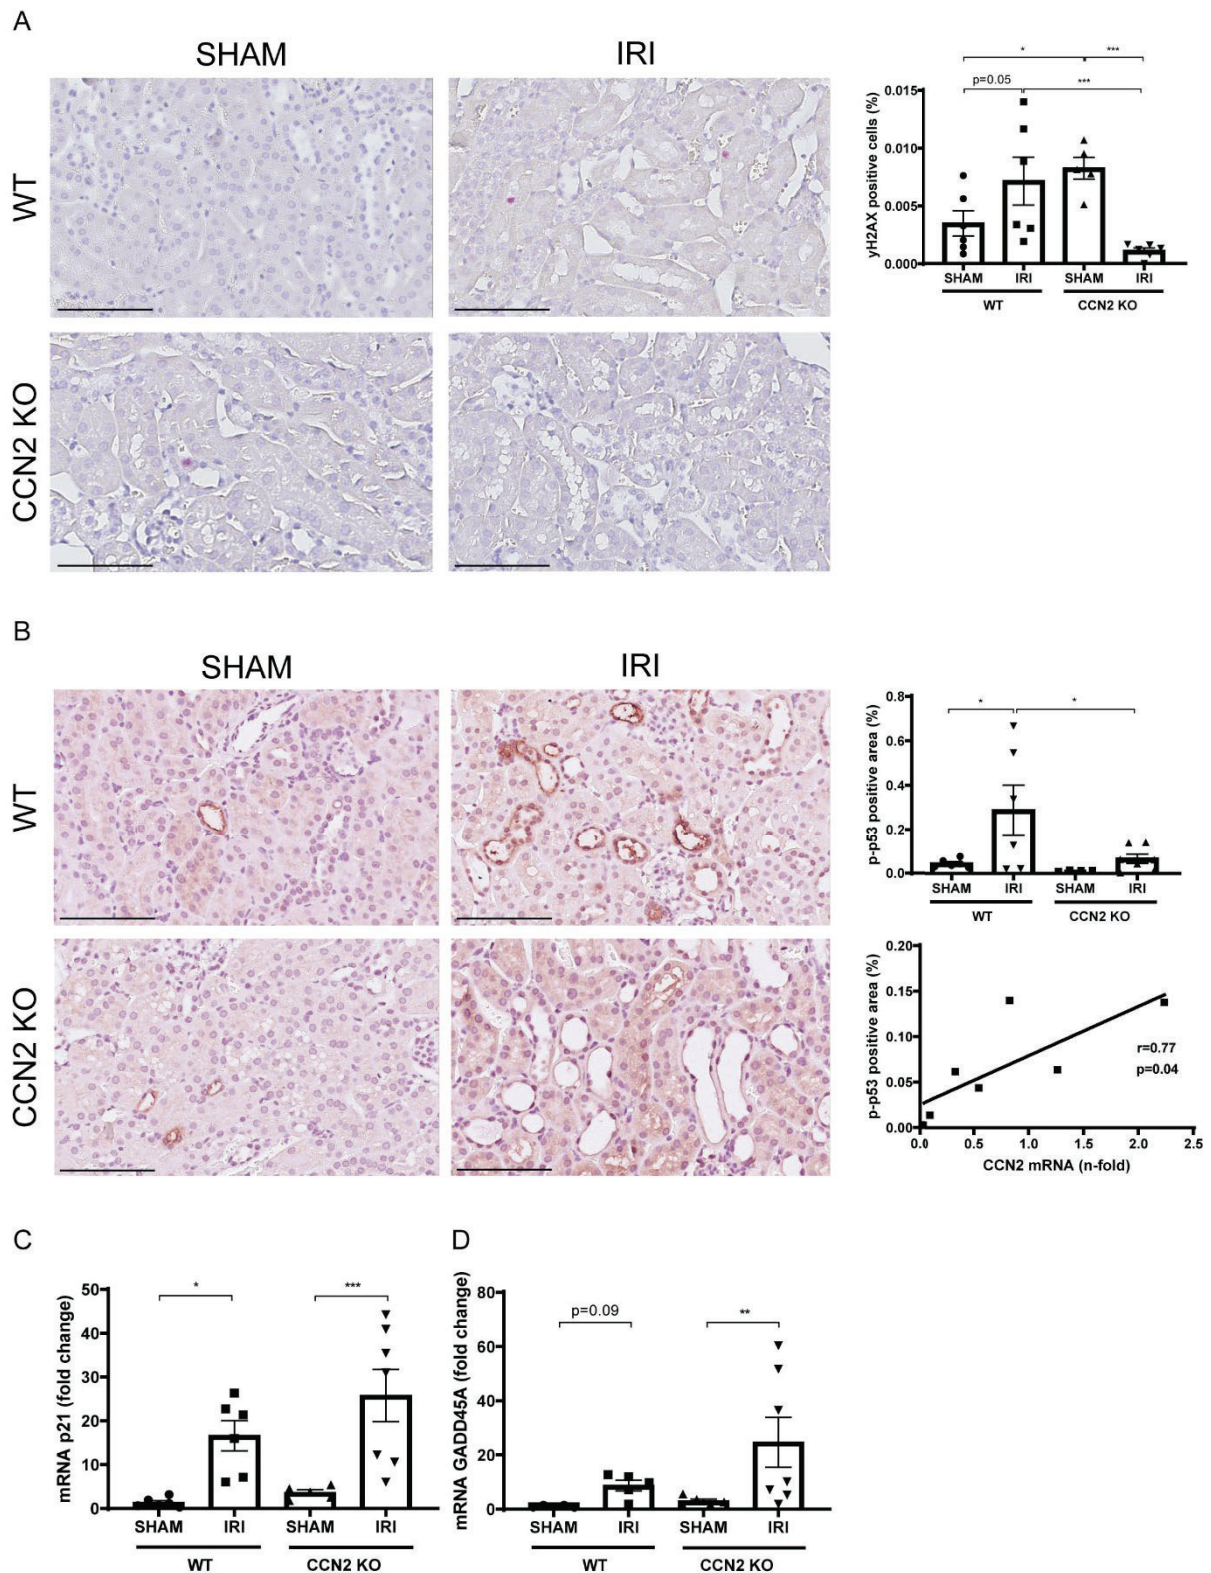 A
SHAM
IRI
WT
CCN2 KO
* ***
p=0.05 ***
yH2AX positive cells (%)
0.015
0.010
0.005
0.000
SHAM IRI SHAM IRI
WT CCN2 KO
B
SHAM
IRI
WT
CCN2 KO
* *
p-p53 positive area (%)
0.8
0.6
0.4
0.2
0.0
SHAM IRI SHAM IRI
WT CCN2 KO
p-p53 positive area (%)
0.20
0.15
0.10
0.05
0.00
r=0.77
p=0.04
0.0 0.5 1.0 1.5 2.0 2.5
CCN2 mRNA (n-fold)
C
* ***
mRNA p21 (fold change)
50
40
30
20
10
0
SHAM IRI SHAM IRI
WT CCN2 KO
D
p=0.09 **
mRNA GADD45A (fold change)
80
60
40
20
0
SHAM IRI SHAM IRI
WT CCN2 KO